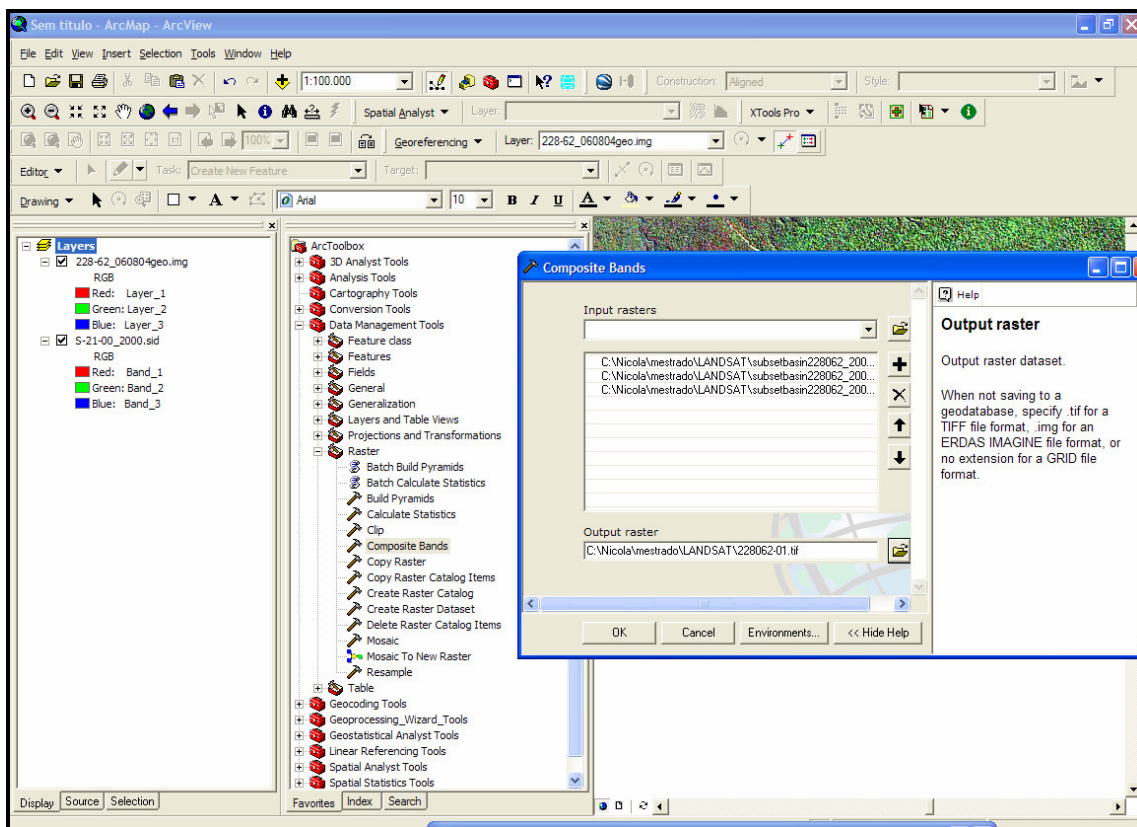 Sem título - ArcMap - ArcView
File Edit View Insert Selection Tools Window Help
1:100.000
Construction: Aligned
Style:
Spatial Analyst
Layer:
XTools Pro
100%
Georeferencing
Layer: 228-62_060804geo.img
Editor
Task: Create New Feature
Target:
Drawing
A
Arial
10
B I U
A
Layers
228-62_060804geo.img
RGB
Red: Layer_1
Green: Layer_2
Blue: Layer_3
S-21-00_2000.sid
RGB
Red: Band_1
Green: Band_2
Blue: Band_3
Display Source Selection
ArcToolbox
3D Analyst Tools
Analysis Tools
Cartography Tools
Conversion Tools
Data Management Tools
Feature class
Features
Fields
General
Generalization
Layers and Table Views
Projections and Transformations
Raster
Batch Build Pyramids
Batch Calculate Statistics
Build Pyramids
Calculate Statistics
Clip
Composite Bands
Copy Raster
Copy Raster Catalog Items
Create Raster Catalog
Create Raster Dataset
Delete Raster Catalog Items
Mosaic
Mosaic To New Raster
Resample
Table
Geocoding Tools
Geoprocessing_Wizard_Tools
Geostatistical Analyst Tools
Linear Referencing Tools
Spatial Analyst Tools
Spatial Statistics Tools
Favorites Index Search
Composite Bands
Input rasters
C:\Nicola\mestrado\LANDSAT\subsetbasin228062_200...
C:\Nicola\mestrado\LANDSAT\subsetbasin228062_200...
C:\Nicola\mestrado\LANDSAT\subsetbasin228062_200...
Output raster
C:\Nicola\mestrado\LANDSAT\228062-01.tif
OK
Cancel
Environments...
<< Hide Help
Help
Output raster
Output raster dataset.
When not saving to a
geodatabase, specify .tif for a
TIFF file format, .img for an
ERDAS IMAGINE file format, or
no extension for a GRID file
format.